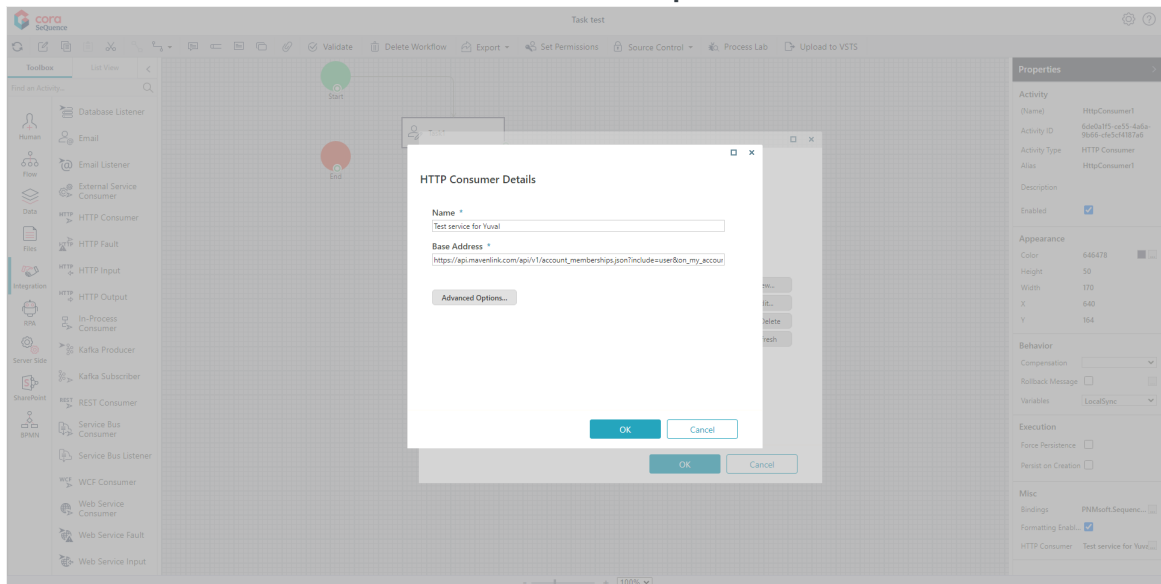 cora
SeQuence
Task test
Validate
Delete Workflow
Export
Set Permissions
Source Control
Process Lab
Upload to VSTS
Toolbox
List View
Find an Activity...
Human
Flow
Data
Files
Integration
RPA
Server Side
SharePoint
BPMN
Database Listener
Email
Email Listener
External Service
Consumer
HTTP Consumer
HTTP Fault
HTTP Input
HTTP Output
In-Process
Consumer
Kafka Producer
Kafka Subscriber
REST Consumer
Service Bus
Consumer
Service Bus Listener
WCF Consumer
Web Service
Consumer
Web Service Fault
Web Service Input
Start
End
HTTP Consumer Details
Name *
Test service for Yuval
Base Address *
https://api.mavenlink.com/api/v1/account_memberships.json?include=user&on_my_accour
Advanced Options...
OK
Cancel
OK
Cancel
100%
Properties
Activity
(Name) HttpConsumer1
Activity ID
Activity Type HTTP Consumer
Alias HttpConsumer1
Description
Enabled
Appearance
Color 646478
Height 50
Width 170
X 640
Y 164
Behavior
Compensation
Rollback Message
Variables LocalSync
Execution
Force Persistence
Persist on Creation
Misc
Bindings PNMsoft.Sequenc...
Formatting Enabl...
HTTP Consumer Test service for Yuva